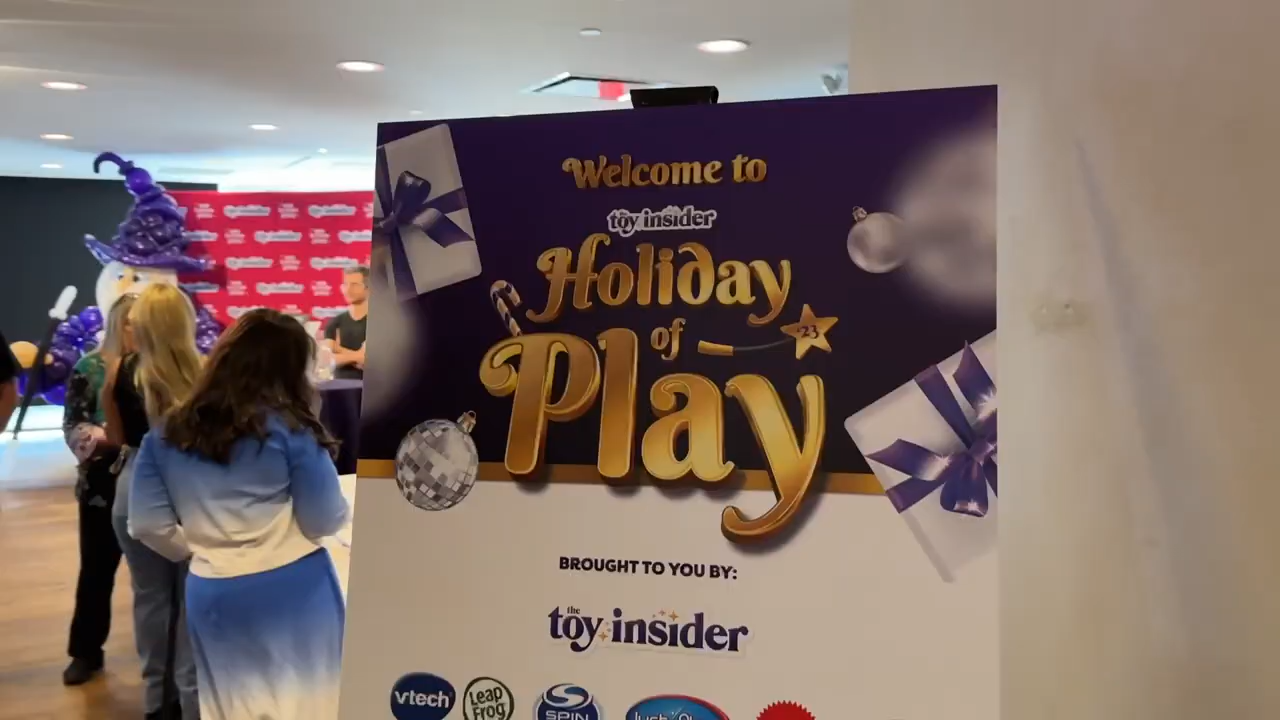 Welcome to
toy insider
Holiday
of
'23
Play
BROUGHT TO YOU BY:
the
toy insider
vtech
Leap
Frog
SPIN